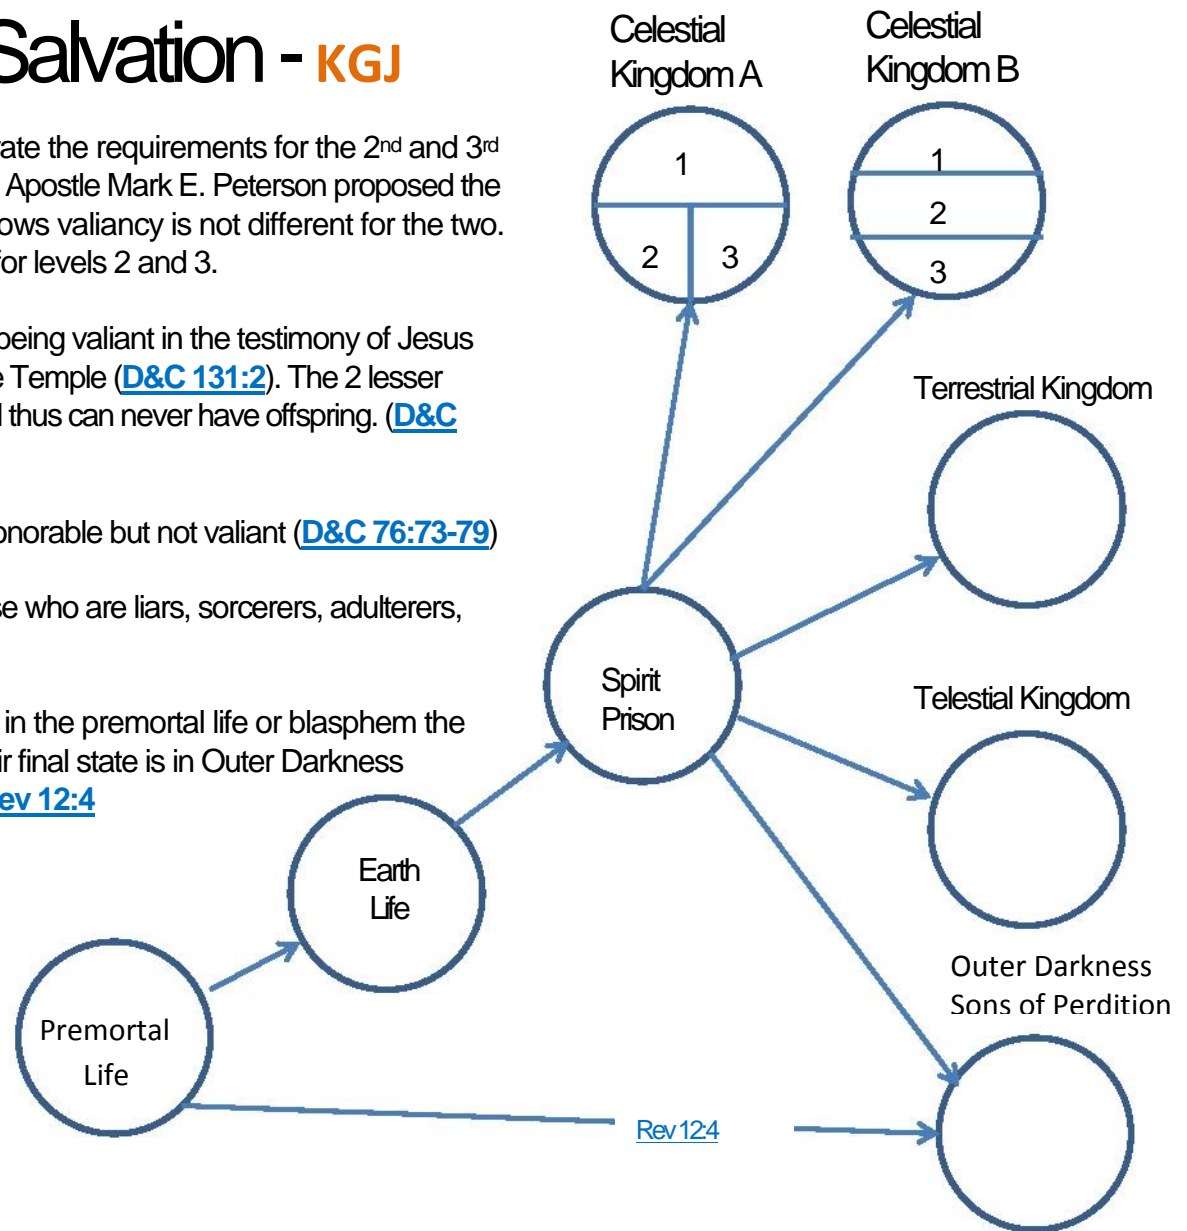 Salvation - KGJ
rate the requirements for the 2nd and 3rd
Apostle Mark E. Peterson proposed the
ows valiancy is not different for the two.
for levels 2 and 3.
being valiant in the testimony of Jesus
e Temple (D&C 131:2). The 2 lesser
d thus can never have offspring. (D&C
onorable but not valiant (D&C 76:73-79)
se who are liars, sorcerers, adulterers,
in the premortal life or blasphem the
ir final state is in Outer Darkness
ev 12:4
Celestial
Kingdom A
1
2 3
Celestial
Kingdom B
1
2
3
Terrestrial Kingdom
Spirit
Prison
Telestial Kingdom
Earth
Life
Outer Darkness
Sons of Perdition
Premortal
Life
Rev 12:4